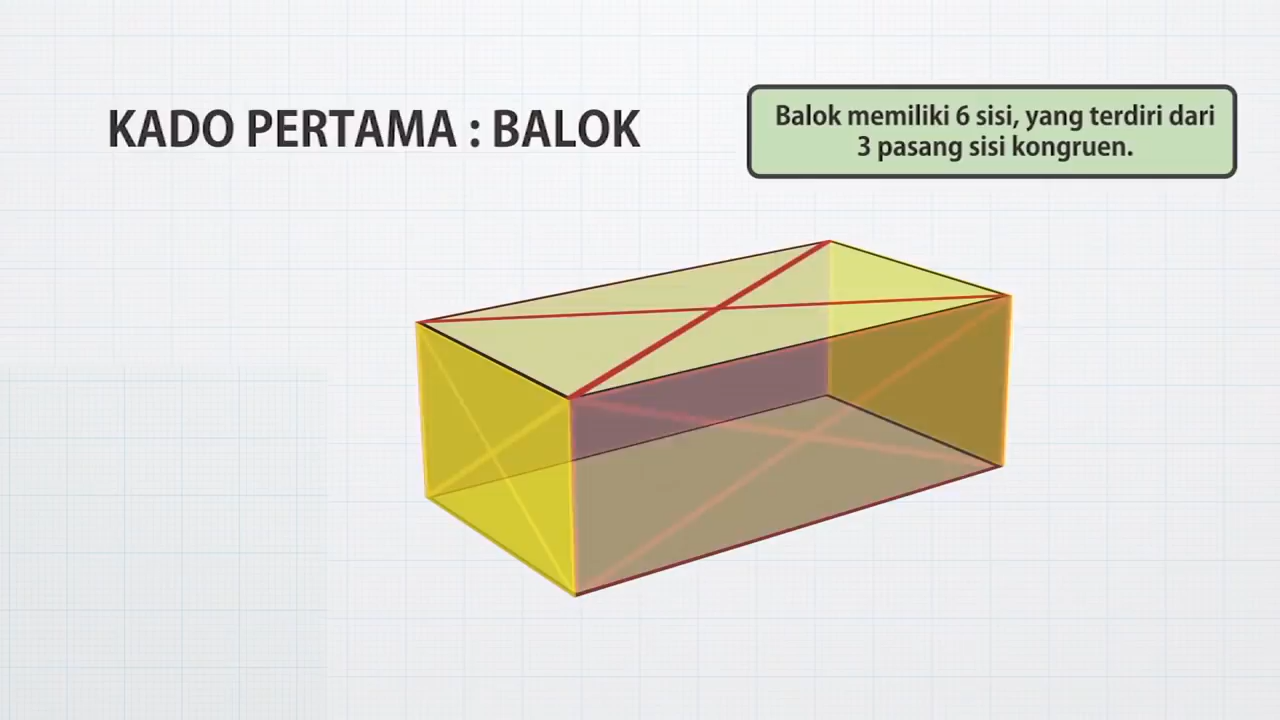 KADO PERTAMA : BALOK
Balok memiliki 6 sisi, yang terdiri dari
3 pasang sisi kongruen.